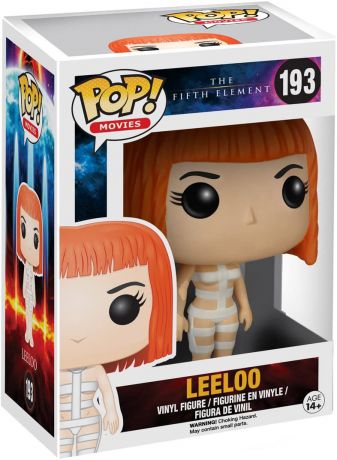 POP!
MOVIES
THE
FIFTH ELEMENT
193
LEELOO
193
LEELOO
VINYL FIGURE / FIGURINE EN VINYLE /
FIGURA DE VINIL
WARNING! Choking Hazard.
May contain small parts.
AGE
14+